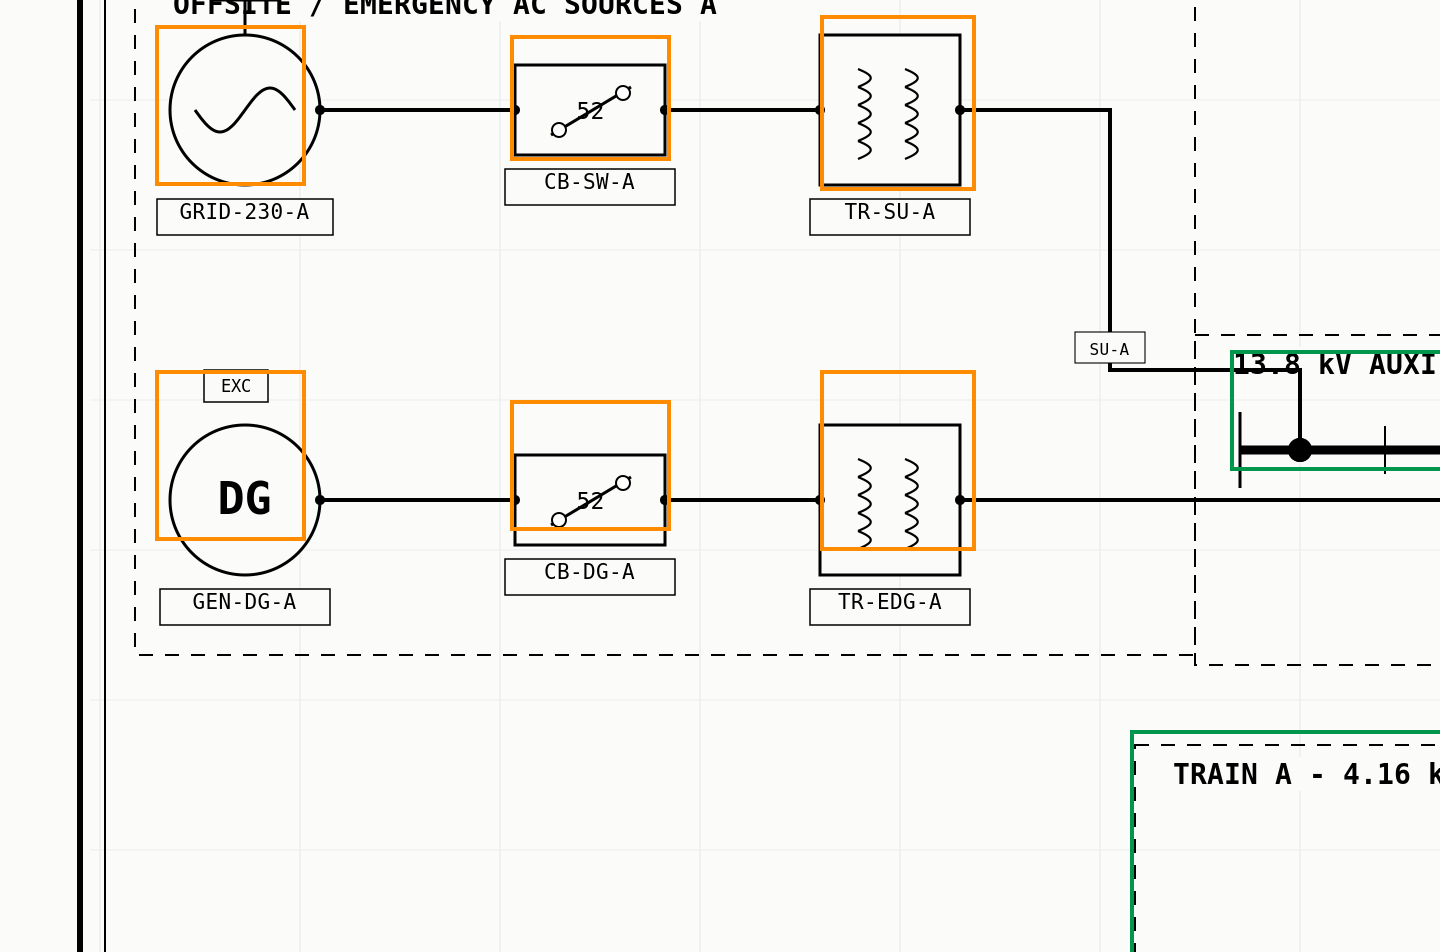 OFFSITE / EMERGENCY AC SOURCES A
52
52
CB-SW-A
GRID-230-A
TR-SU-A
SU-A
13.8 kV AUXI
EXC
DG
CB-DG-A
GEN-DG-A
TR-EDG-A
TRAIN A - 4.16 k